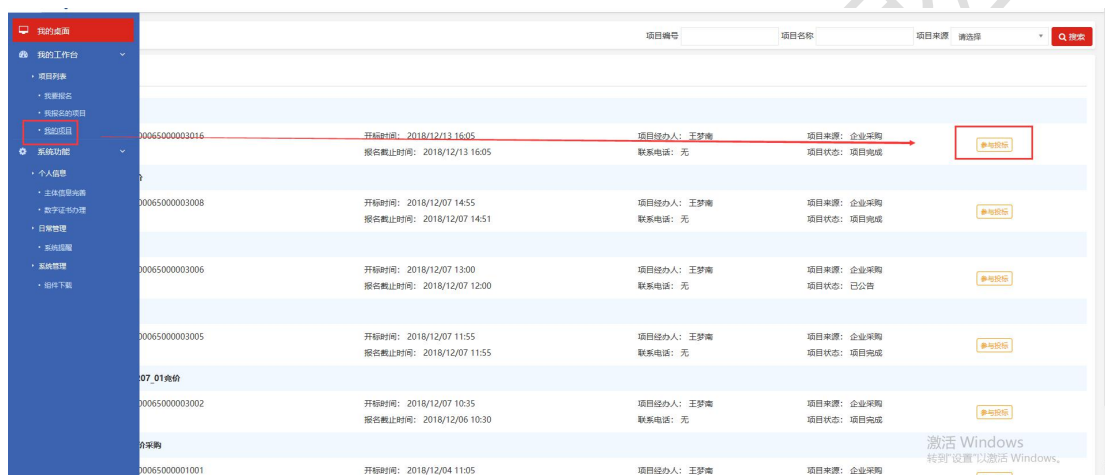 我的桌面
项目编号 项目名称 项目来源 请选择 搜索
我的工作台
项目列表
我要报名
我报名的项目
我的项目
系统功能
个人信息
主体信息完善
数字证书办理
日常管理
系统提醒
系统管理
组件下载
00065000003016 开标时间: 2018/12/13 16:05 项目经办人: 王梦南 项目来源: 企业采购 参与投标
报名截止时间: 2018/12/13 16:05 联系电话: 无 项目状态: 项目完成
00065000003008 开标时间: 2018/12/07 14:55 项目经办人: 王梦南 项目来源: 企业采购 参与投标
报名截止时间: 2018/12/07 14:51 联系电话: 无 项目状态: 项目完成
00065000003006 开标时间: 2018/12/07 13:00 项目经办人: 王梦南 项目来源: 企业采购 参与投标
报名截止时间: 2018/12/07 12:00 联系电话: 无 项目状态: 已公告
00065000003005 开标时间: 2018/12/07 11:55 项目经办人: 王梦南 项目来源: 企业采购 参与投标
报名截止时间: 2018/12/07 11:55 联系电话: 无 项目状态: 项目完成
207_01竞价
00065000003002 开标时间: 2018/12/07 10:35 项目经办人: 王梦南 项目来源: 企业采购 参与投标
报名截止时间: 2018/12/06 10:30 联系电话: 无 项目状态: 项目完成
价采购
00065000001001 开标时间: 2018/12/04 11:05 项目经办人: 王梦南 项目来源: 企业采购
激活 Windows
转到"设置"以激活 Windows。